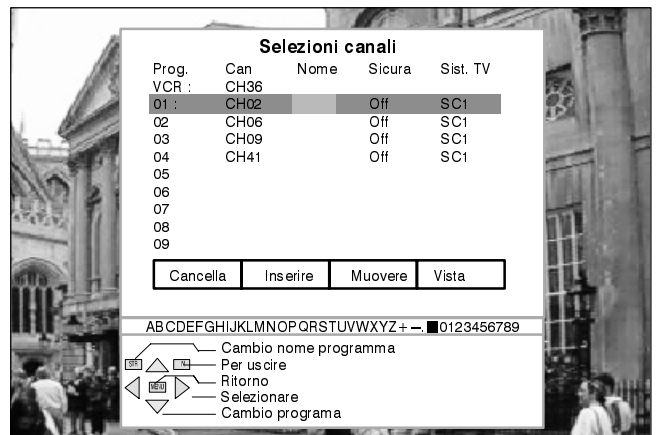 Selezioni canali
Prog. Can Nome Sicura Sist. TV
VCR : CH36
01 : CH02 Off SC1
02 CH06 Off SC1
03 CH09 Off SC1
04 CH41 Off SC1
05
06
07
08
09
Cancella Inserire Muovere Vista
ABCDEFGHIJKLMNOPQRSTUVWXYZ+–.■0123456789
Cambio nome programma
STR N Per uscire
MENU Ritorno
Selezionare
Cambio programa